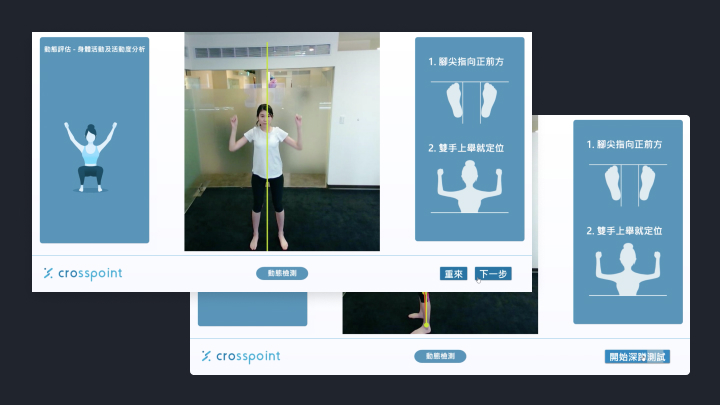 動態評估 - 身體活動及活動度分析
1. 腳尖指向正前方
2. 雙手上舉就定位
crosspoint
動態檢測
重來
下一步
1. 腳尖指向正前方
2. 雙手上舉就定位
crosspoint
動態檢測
開始深蹲測試